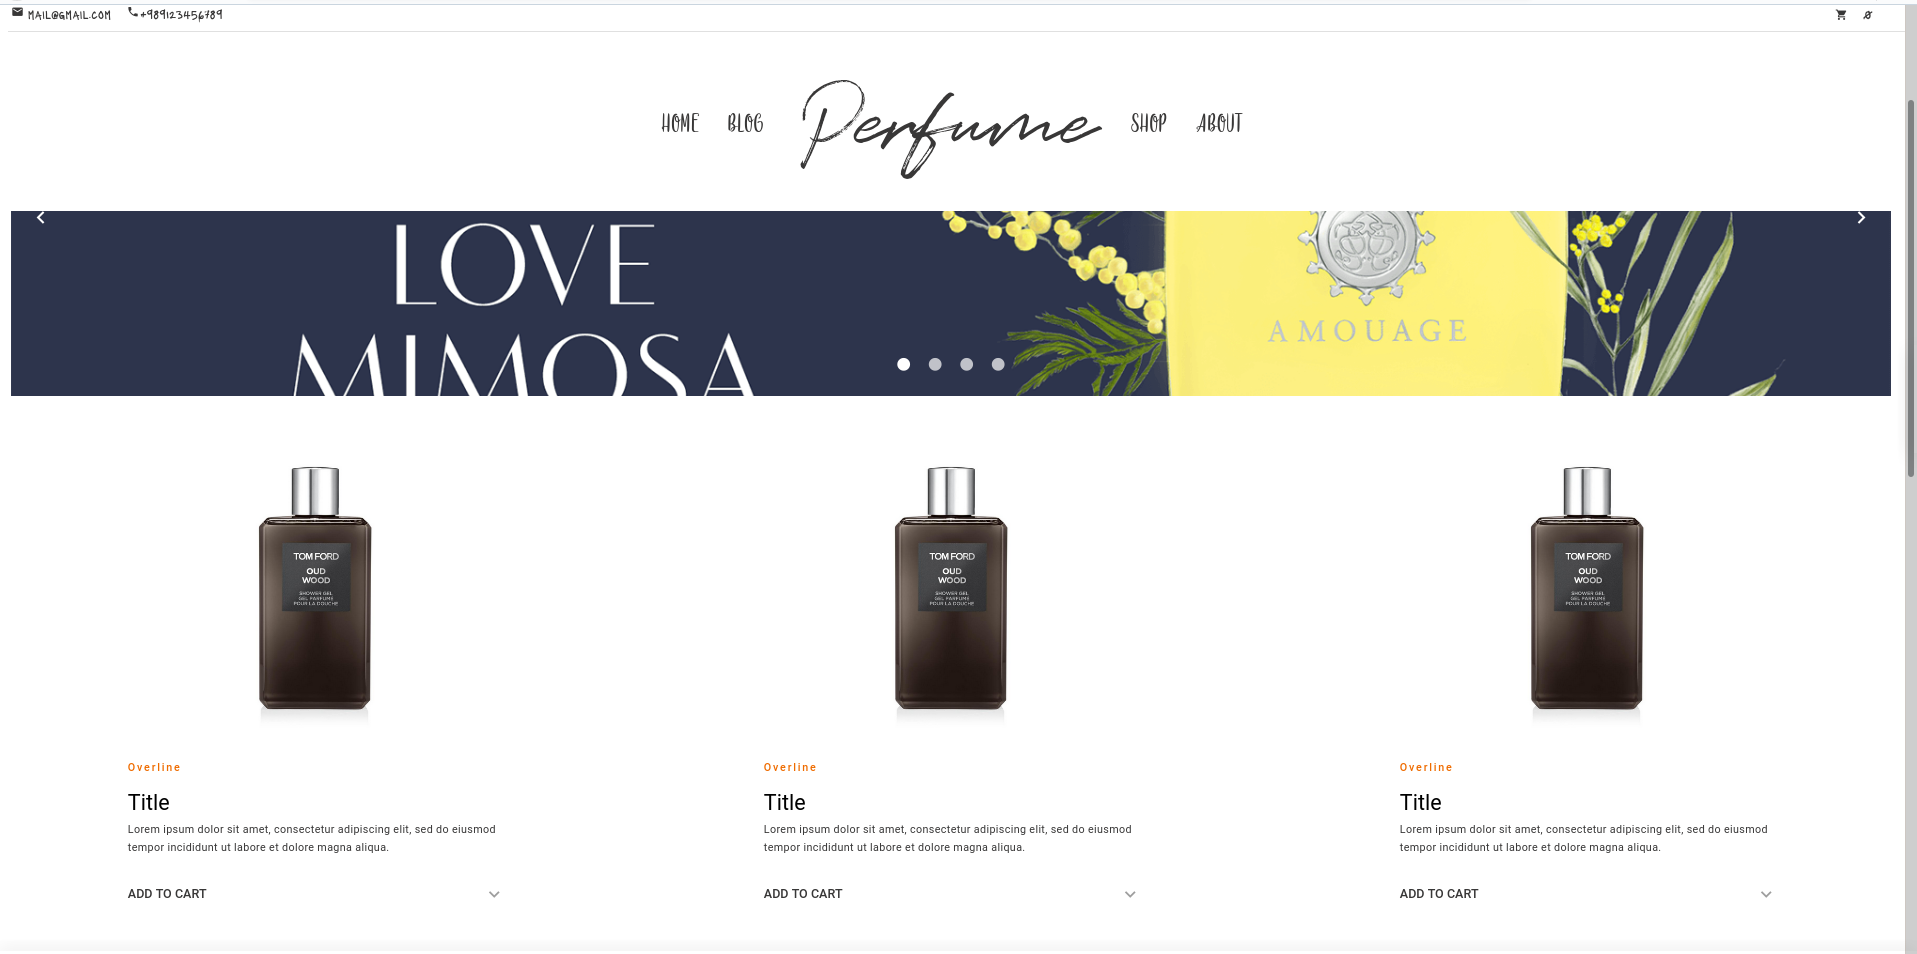 MAIL@GMAIL.COM +989123456789
HOME BLOG Perfume SHOP ABOUT
LOVE
MIMOSA
AMOUAGE
TOM FORD
OUD
WOOD
SHOWER GEL
GEL PARFUMÉ
POUR LA DOUCHE
TOM FORD
OUD
WOOD
SHOWER GEL
GEL PARFUMÉ
POUR LA DOUCHE
TOM FORD
OUD
WOOD
SHOWER GEL
GEL PARFUMÉ
POUR LA DOUCHE
Overline
Title
Lorem ipsum dolor sit amet, consectetur adipiscing elit, sed do eiusmod
tempor incididunt ut labore et dolore magna aliqua.
ADD TO CART
Overline
Title
Lorem ipsum dolor sit amet, consectetur adipiscing elit, sed do eiusmod
tempor incididunt ut labore et dolore magna aliqua.
ADD TO CART
Overline
Title
Lorem ipsum dolor sit amet, consectetur adipiscing elit, sed do eiusmod
tempor incididunt ut labore et dolore magna aliqua.
ADD TO CART